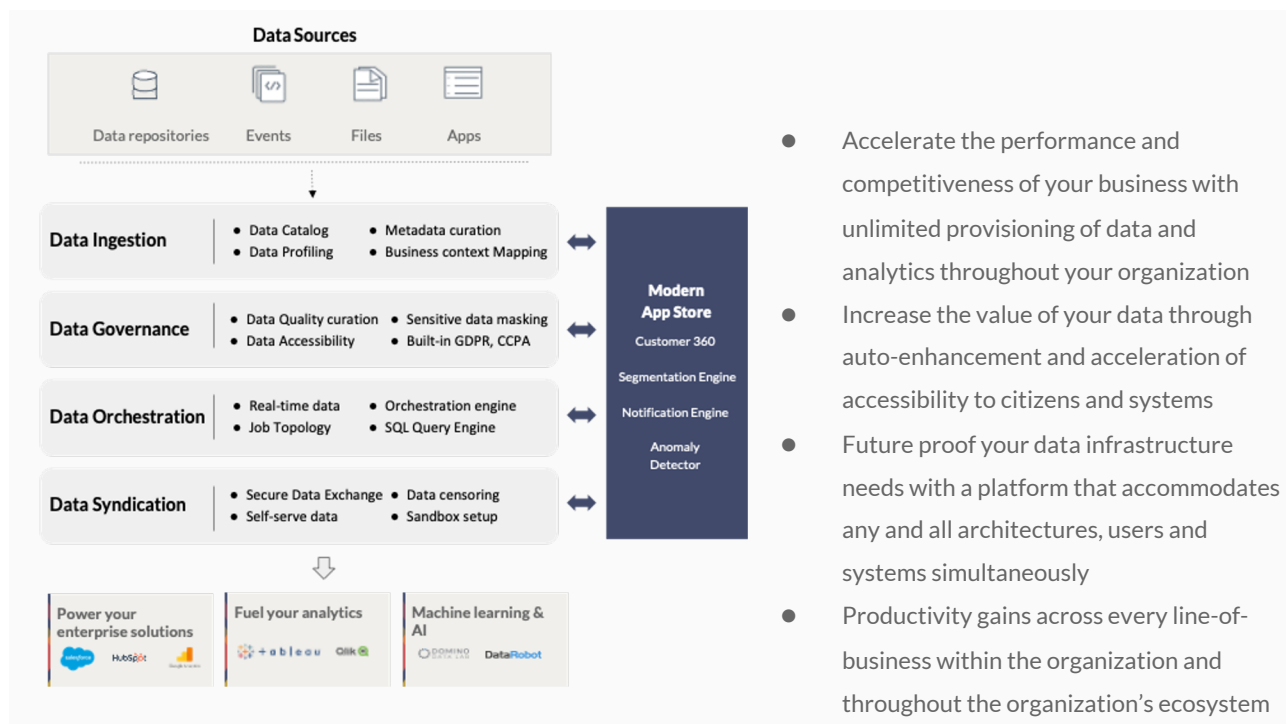 Data Sources
Data repositories
Events
Files
Apps
Data Ingestion
● Data Catalog
● Metadata curation
● Data Profiling
● Business context Mapping
Data Governance
● Data Quality curation
● Sensitive data masking
● Data Accessibility
● Built-in GDPR, CCPA
Data Orchestration
● Real-time data
● Orchestration engine
● Job Topology
● SQL Query Engine
Data Syndication
● Secure Data Exchange
● Data censoring
● Self-serve data
● Sandbox setup
Modern
App Store
Customer 360
Segmentation Engine
Notification Engine
Anomaly
Detector
Power your
enterprise solutions
salesforce
HubSpot
Google Analytics
Fuel your analytics
+ableau
Qlik
Machine learning &
AI
DOMINO
DATA LAB
DataRobot
● Accelerate the performance and
competitiveness of your business with
unlimited provisioning of data and
analytics throughout your organization
● Increase the value of your data through
auto-enhancement and acceleration of
accessibility to citizens and systems
● Future proof your data infrastructure
needs with a platform that accommodates
any and all architectures, users and
systems simultaneously
● Productivity gains across every line-of-
business within the organization and
throughout the organization’s ecosystem